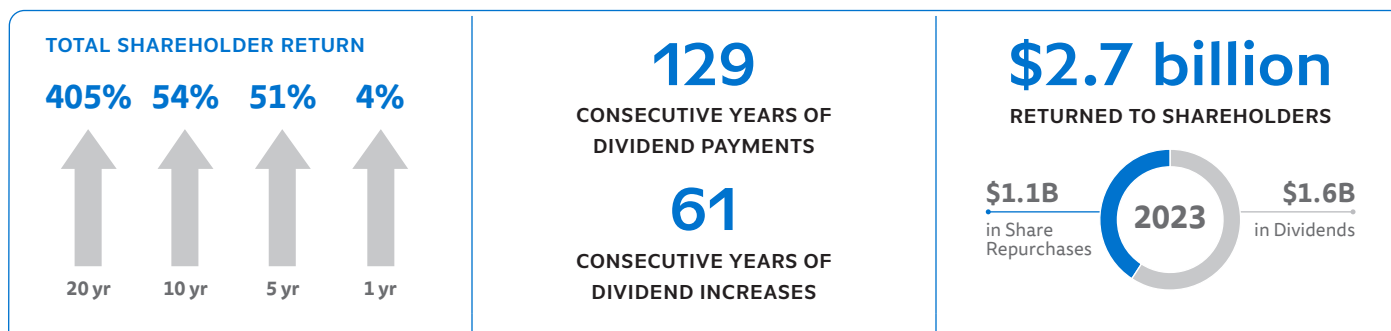 TOTAL SHAREHOLDER RETURN
405% 54% 51% 4%
20 yr 10 yr 5 yr 1 yr
129
CONSECUTIVE YEARS OF
DIVIDEND PAYMENTS
61
CONSECUTIVE YEARS OF
DIVIDEND INCREASES
$2.7 billion
RETURNED TO SHAREHOLDERS
$1.1B
in Share
Repurchases
2023
$1.6B
in Dividends